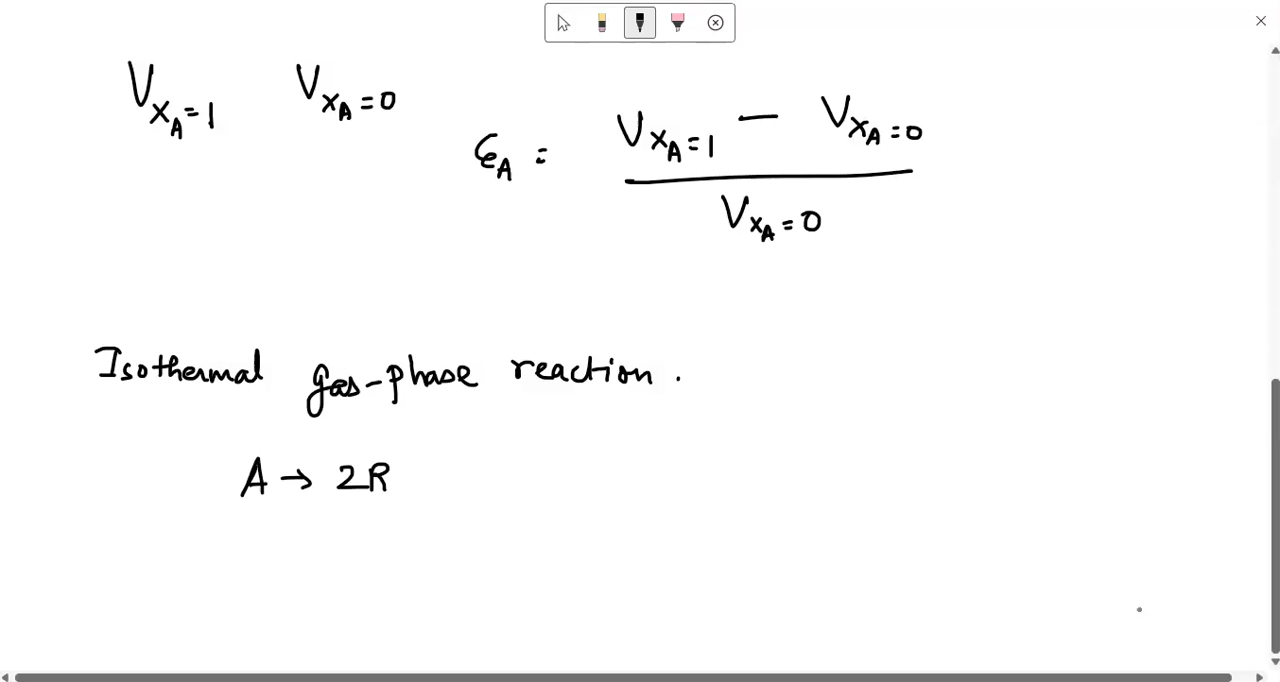 V_{X_A=1} V_{X_A=0}
ϵ_A = \frac{V_{X_A=1} - V_{X_A=0}}{V_{X_A=0}}
Isothermal gas-phase reaction.
A → 2R